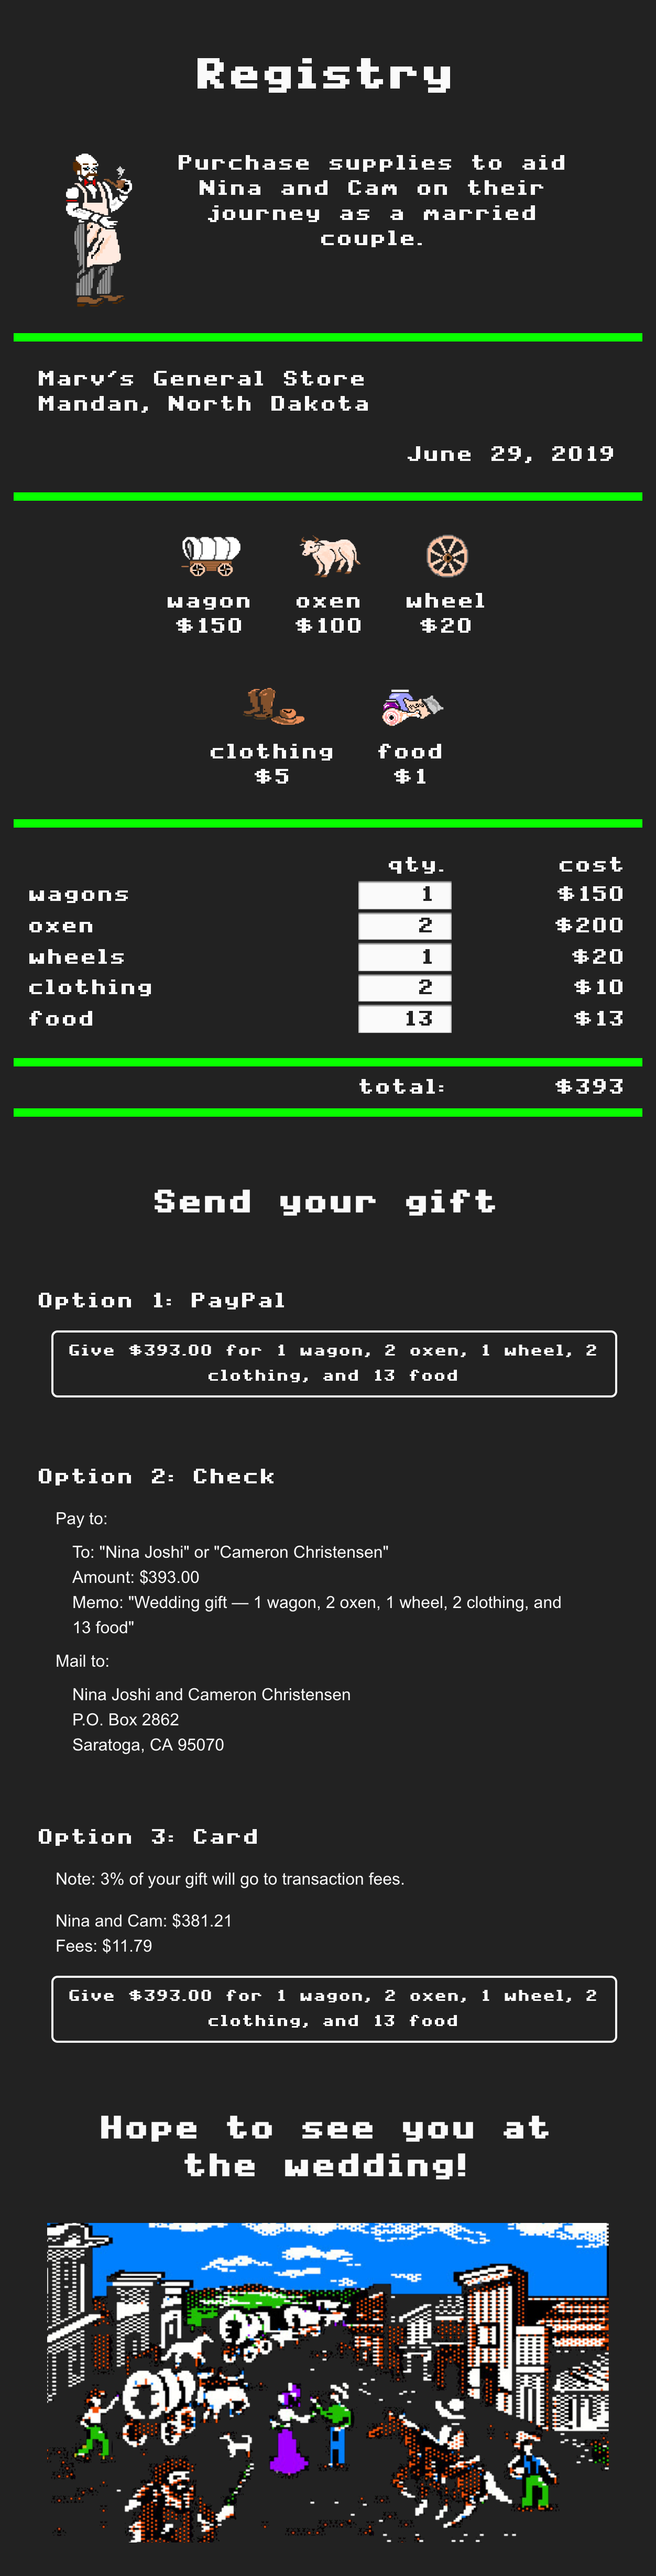 Registry
Purchase supplies to aid
Nina and Cam on their
journey as a married
couple.
Marv's General Store
Mandan, North Dakota
June 29, 2019
wagon oxen wheel
$150 $100 $20
clothing food
$5 $1
qty. cost
wagons 1 $150
oxen 2 $200
wheels 1 $20
clothing 2 $10
food 13 $13
total: $393
Send your gift
Option 1: PayPal
Give $393.00 for 1 wagon, 2 oxen, 1 wheel, 2
clothing, and 13 food
Option 2: Check
Pay to:
To: "Nina Joshi" or "Cameron Christensen"
Amount: $393.00
Memo: "Wedding gift — 1 wagon, 2 oxen, 1 wheel, 2 clothing, and
13 food"
Mail to:
Nina Joshi and Cameron Christensen
P.O. Box 2862
Saratoga, CA 95070
Option 3: Card
Note: 3% of your gift will go to transaction fees.
Nina and Cam: $381.21
Fees: $11.79
Give $393.00 for 1 wagon, 2 oxen, 1 wheel, 2
clothing, and 13 food
Hope to see you at
the wedding!